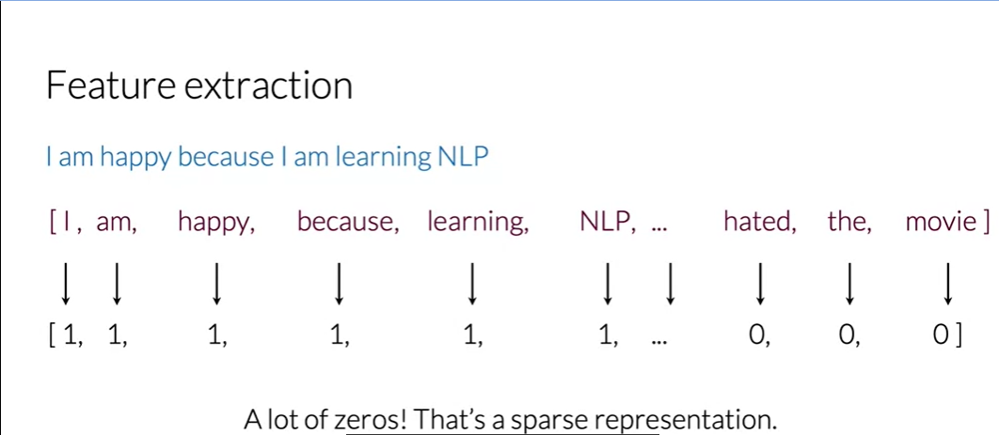 Feature extraction
I am happy because I am learning NLP
[ I , am, happy, because, learning, NLP, ... hated, the, movie ]
[ 1, 1, 1, 1, 1, 1, ... 0, 0, 0 ]
A lot of zeros! That's a sparse representation.